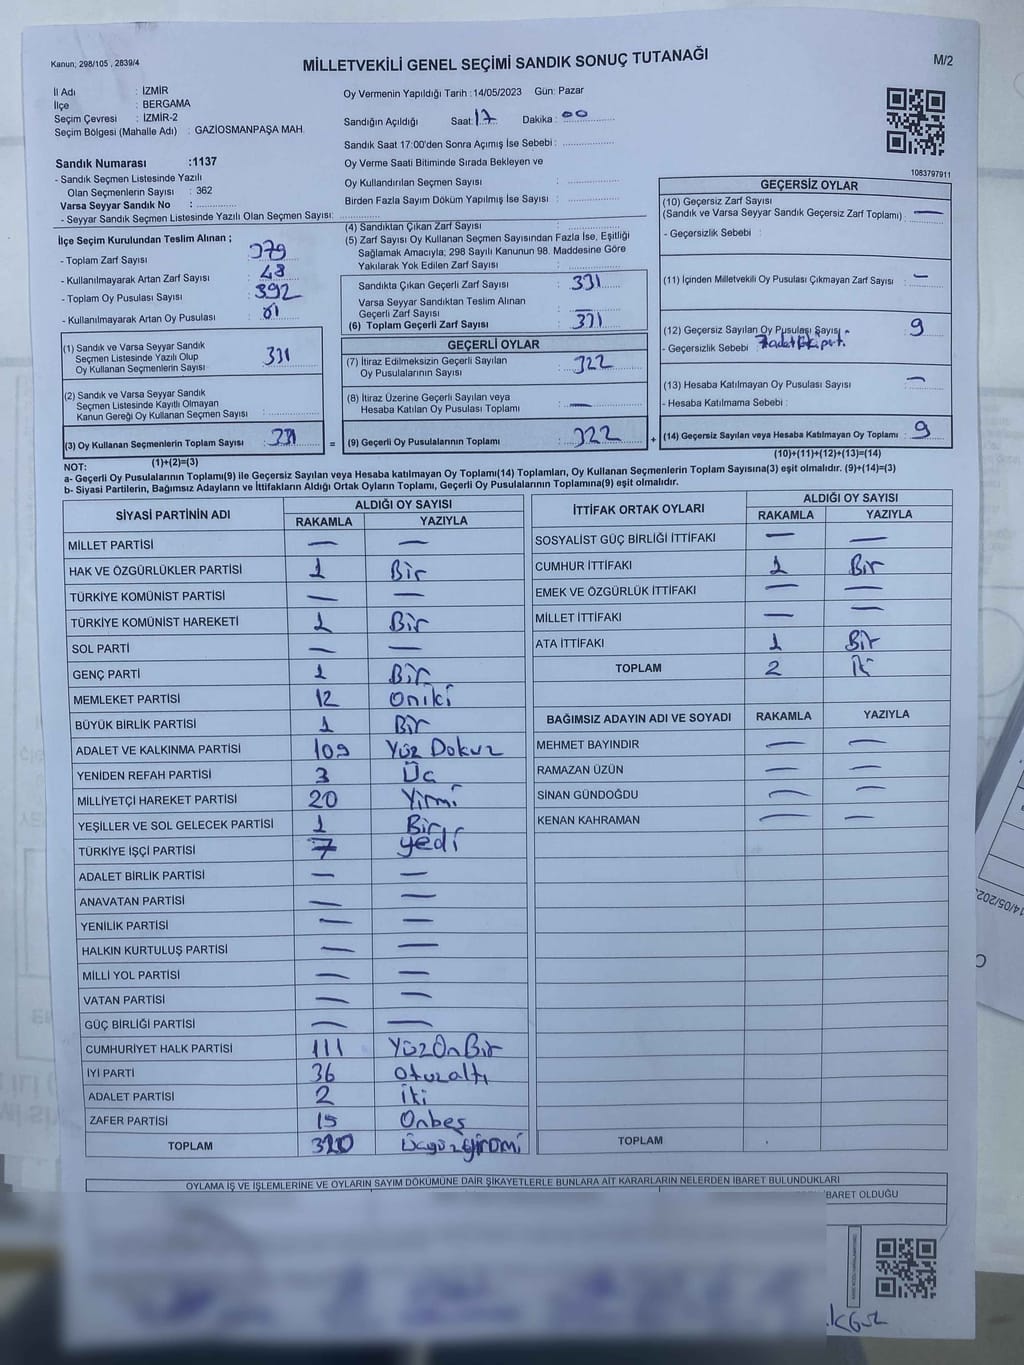 Kanun; 298/105 , 2839/4
MİLLETVEKİLİ GENEL SEÇİMİ SANDIK SONUÇ TUTANAĞI
M/2
İl Adı : İZMİR
İlçe : BERGAMA
Seçim Çevresi : İZMİR-2
Seçim Bölgesi (Mahalle Adı) : GAZİOSMANPAŞA MAH.
Sandık Numarası :1137
- Sandık Seçmen Listesinde Yazılı
Olan Seçmenlerin Sayısı : 362
Varsa Seyyar Sandık No :
- Seyyar Sandık Seçmen Listesinde Yazılı Olan Seçmen Sayısı:
Oy Vermenin Yapıldığı Tarih :14/05/2023 Gün: Pazar
Sandığın Açıldığı Saat: 17 Dakika : 00
Sandık Saat 17:00'den Sonra Açımış İse Sebebi :
Oy Verme Saati Bitiminde Sırada Bekleyen ve
Oy Kullandırılan Seçmen Sayısı :
Birden Fazla Sayım Döküm Yapılmış İse Sayısı :
1083797911
İlçe Seçim Kurulundan Teslim Alınan ;
- Toplam Zarf Sayısı : 379
- Kullanılmayarak Artan Zarf Sayısı : 48
- Toplam Oy Pusulası Sayısı : 392
- Kullanılmayarak Artan Oy Pusulası :
(1) Sandık ve Varsa Seyyar Sandık
Seçmen Listesinde Yazılı Olup
Oy Kullanan Seçmenlerin Sayısı : 331
(2) Sandık ve Varsa Seyyar Sandık
Seçmen Listesinde Kayıtlı Olmayan
Kanun Gereği Oy Kullanan Seçmen Sayısı :
(3) Oy Kullanan Seçmenlerin Toplam Sayısı : 331
(1)+(2)=(3)
(4) Sandıktan Çıkan Zarf Sayısı :
(5) Zarf Sayısı Oy Kullanan Seçmen Sayısından Fazla İse, Eşitliği
Sağlamak Amacıyla; 298 Sayılı Kanunun 98. Maddesine Göre
Yakılarak Yok Edilen Zarf Sayısı :
Sandıkta Çıkan Geçerli Zarf Sayısı : 331
Varsa Seyyar Sandıktan Teslim Alınan
Geçerli Zarf Sayısı : —
(6) Toplam Geçerli Zarf Sayısı : 331
GEÇERLİ OYLAR
(7) İtiraz Edilmeksizin Geçerli Sayılan
Oy Pusulalarının Sayısı : 322
(8) İtiraz Üzerine Geçerli Sayılan veya
Hesaba Katılan Oy Pusulası Toplamı : —
= (9) Geçerli Oy Pusulalarının Toplamı : 322
GEÇERSİZ OYLAR
(10) Geçersiz Zarf Sayısı
(Sandık ve Varsa Seyyar Sandık Geçersiz Zarf Toplamı) : —
- Geçersizlik Sebebi :
(11) İçinden Milletvekili Oy Pusulası Çıkmayan Zarf Sayısı : —
(12) Geçersiz Sayılan Oy Pusulası Sayısı : 9
- Geçersizlik Sebebi
(13) Hesaba Katılmayan Oy Pusulası Sayısı : —
- Hesaba Katılmama Sebebi :
+ (14) Geçersiz Sayılan veya Hesaba Katılmayan Oy Toplamı : 9
(10)+(11)+(12)+(13)=(14)
NOT:
a- Geçerli Oy Pusulalarının Toplamı(9) ile Geçersiz Sayılan veya Hesaba katılmayan Oy Toplamı(14) Toplamları, Oy Kullanan Seçmenlerin Toplam Sayısına(3) eşit olmalıdır. (9)+(14)=(3)
b- Siyasi Partilerin, Bağımsız Adayların ve İttifakların Aldığı Ortak Oyların Toplamı, Geçerli Oy Pusulalarının Toplamına(9) eşit olmalıdır.
SİYASİ PARTİNİN ADI ALDIĞI OY SAYISI
RAKAMLA YAZIYLA
MİLLET PARTİSİ — —
HAK VE ÖZGÜRLÜKLER PARTİSİ 1 Bir
TÜRKİYE KOMÜNİST PARTİSİ — —
TÜRKİYE KOMÜNİST HAREKETİ 1 Bir
SOL PARTİ — —
GENÇ PARTİ 1 Bir
MEMLEKET PARTİSİ 12 Oniki
BÜYÜK BİRLİK PARTİSİ 1 Bir
ADALET VE KALKINMA PARTİSİ 109 Yüz Dokuz
YENİDEN REFAH PARTİSİ 3 Üç
MİLLİYETÇİ HAREKET PARTİSİ 20 Yirmi
YEŞİLLER VE SOL GELECEK PARTİSİ 1 Bir
TÜRKİYE İŞÇİ PARTİSİ 7 yedi
ADALET BİRLİK PARTİSİ — —
ANAVATAN PARTİSİ — —
YENİLİK PARTİSİ — —
HALKIN KURTULUŞ PARTİSİ — —
MİLLİ YOL PARTİSİ — —
VATAN PARTİSİ — —
GÜÇ BİRLİĞİ PARTİSİ — —
CUMHURİYET HALK PARTİSİ 111 YüzOnBir
İYİ PARTİ 36 Otuzaltı
ADALET PARTİSİ 2 İki
ZAFER PARTİSİ 15 Onbeş
TOPLAM 320
İTTİFAK ORTAK OYLARI ALDIĞI OY SAYISI
RAKAMLA YAZIYLA
SOSYALİST GÜÇ BİRLİĞİ İTTİFAKI — —
CUMHUR İTTİFAKI 1 Bir
EMEK VE ÖZGÜRLÜK İTTİFAKI — —
MİLLET İTTİFAKI — —
ATA İTTİFAKI 1 Bir
TOPLAM 2 İki
BAĞIMSIZ ADAYIN ADI VE SOYADI RAKAMLA YAZIYLA
MEHMET BAYINDIR — —
RAMAZAN ÜZÜN — —
SİNAN GÜNDOĞDU — —
KENAN KAHRAMAN — —
TOPLAM
OYLAMA İŞ VE İŞLEMLERİNE VE OYLARIN SAYIM DÖKÜMÜNE DAİR ŞİKAYETLERLE BUNLARA AİT KARARLARIN NELERDEN İBARET BULUNDUKLARI
İBARET OLDUĞU
14/05/202